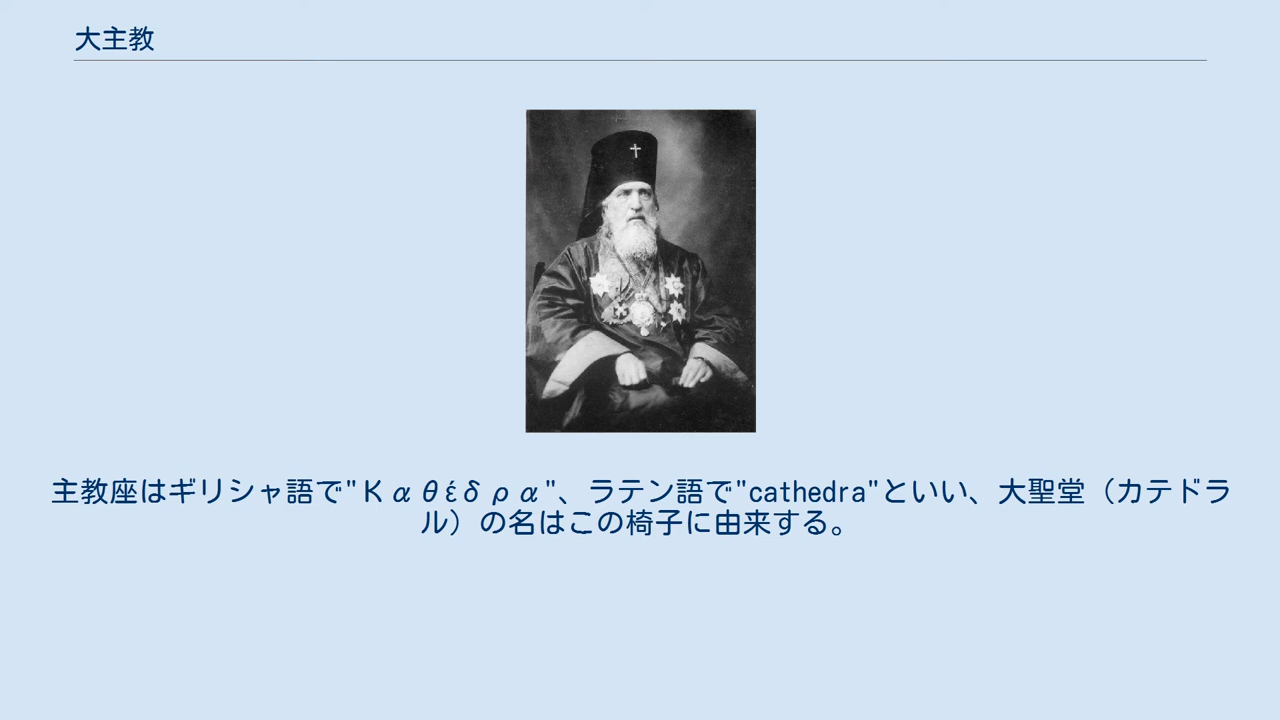 大主教
主教座はギリシャ語で"Καθέδρα"、ラテン語で"cathedra"といい、大聖堂（カテドラ
ル）の名はこの椅子に由来する。